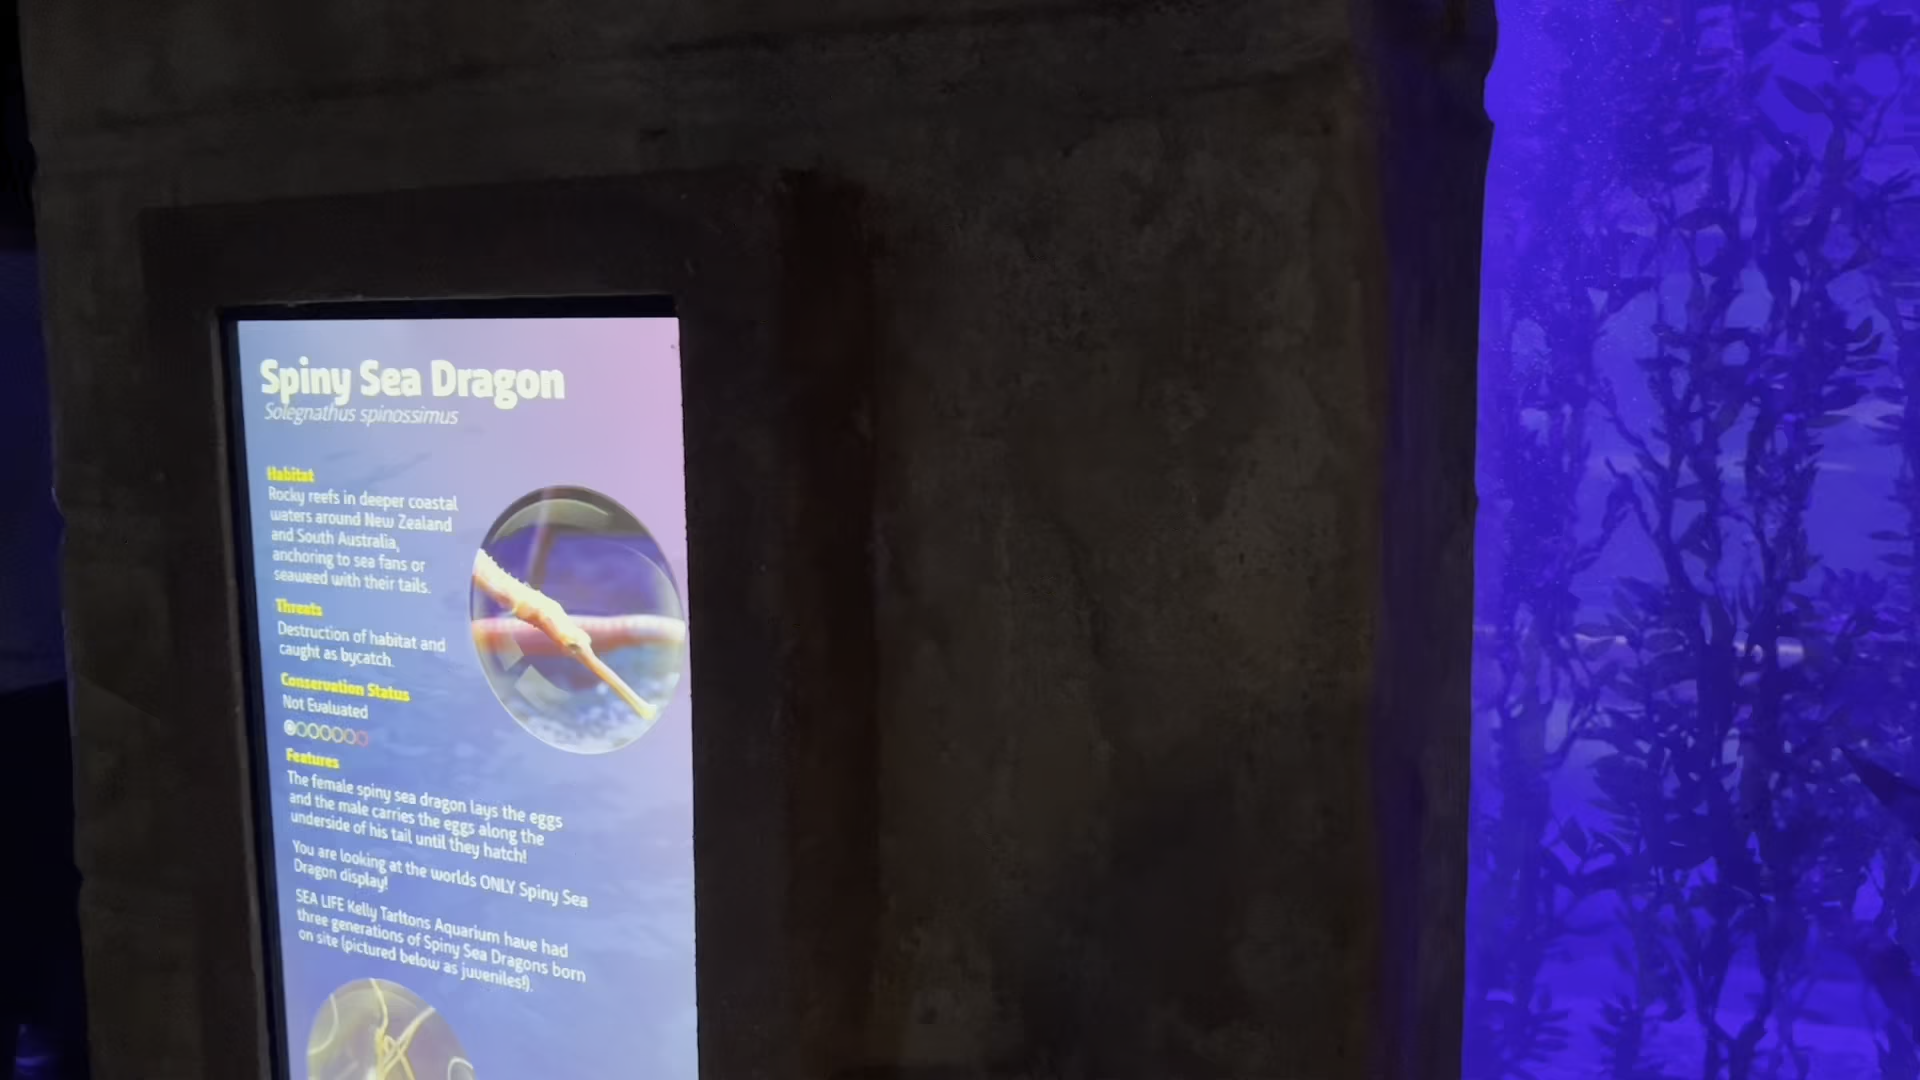 Spiny Sea Dragon
Solegnathus spinossimus
Habitat
Rocky reefs in deeper coastal
waters around New Zealand
and South Australia,
anchoring to sea fans or
seaweed with their tails.
Threats
Destruction of habitat and
caught as bycatch.
Conservation Status
Not Evaluated
Features
The female spiny sea dragon lays the eggs
and the male carries the eggs along the
underside of his tail until they hatch!
You are looking at the worlds ONLY Spiny Sea
Dragon display!
SEA LIFE Kelly Tarltons Aquarium have had
three generations of Spiny Sea Dragons born
on site (pictured below as juveniles!).